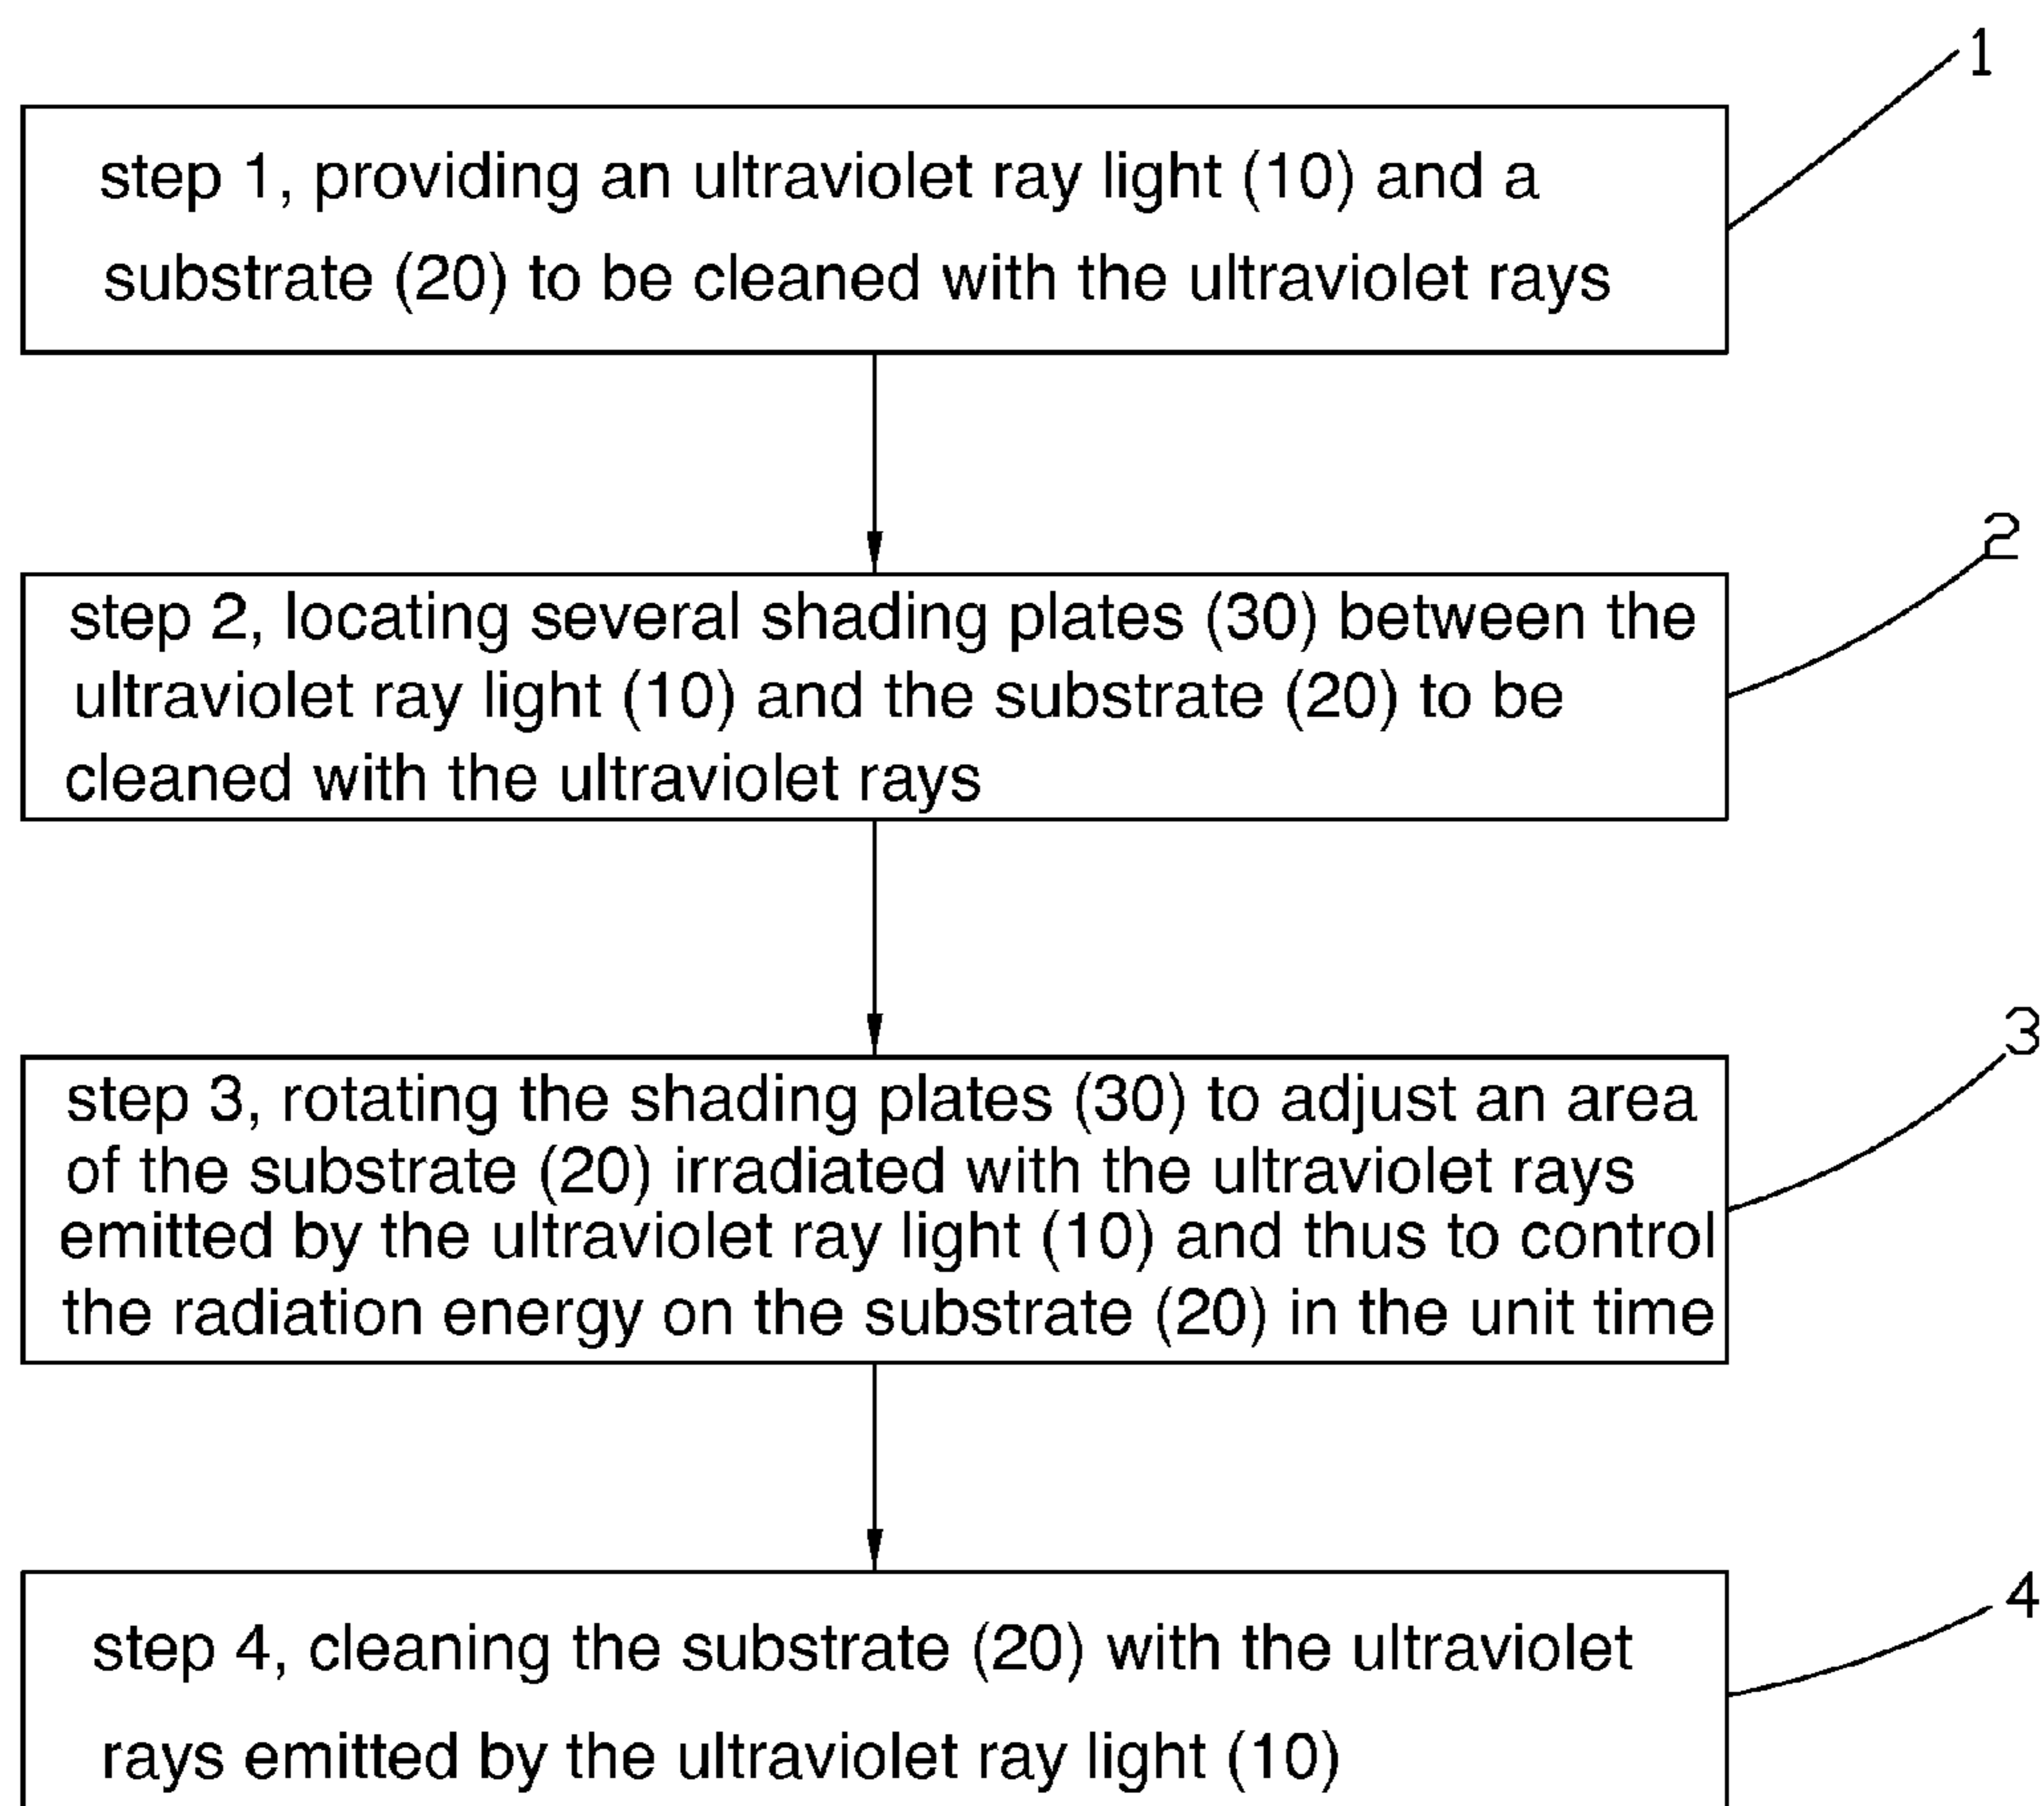 1
step 1, providing an ultraviolet ray light (10) and a
substrate (20) to be cleaned with the ultraviolet rays
2
step 2, locating several shading plates (30) between the
ultraviolet ray light (10) and the substrate (20) to be
cleaned with the ultraviolet rays
3
step 3, rotating the shading plates (30) to adjust an area
of the substrate (20) irradiated with the ultraviolet rays
emitted by the ultraviolet ray light (10) and thus to control
the radiation energy on the substrate (20) in the unit time
4
step 4, cleaning the substrate (20) with the ultraviolet
rays emitted by the ultraviolet ray light (10)